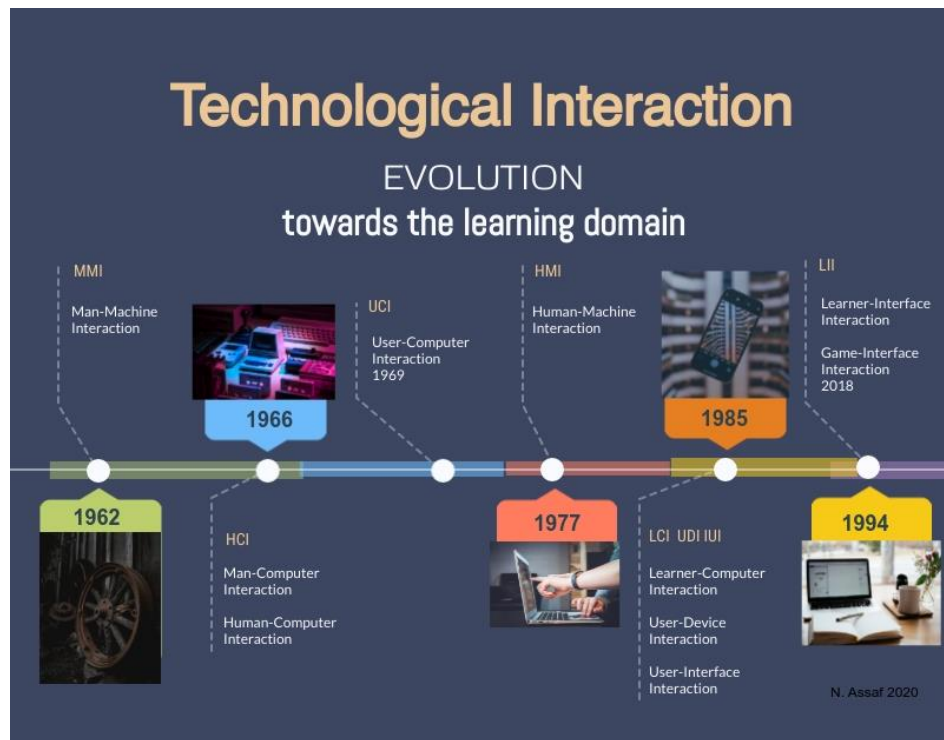 Technological Interaction
EVOLUTION
towards the learning domain
MMI
Man-Machine
Interaction
1962
1966
HCI
Man-Computer
Interaction
Human-Computer
Interaction
UCI
User-Computer
Interaction
1969
HMI
Human-Machine
Interaction
1977
1985
LCI UDI IUI
Learner-Computer
Interaction
User-Device
Interaction
User-Interface
Interaction
LII
Learner-Interface
Interaction
Game-Interface
Interaction
2018
1994
N. Assaf 2020